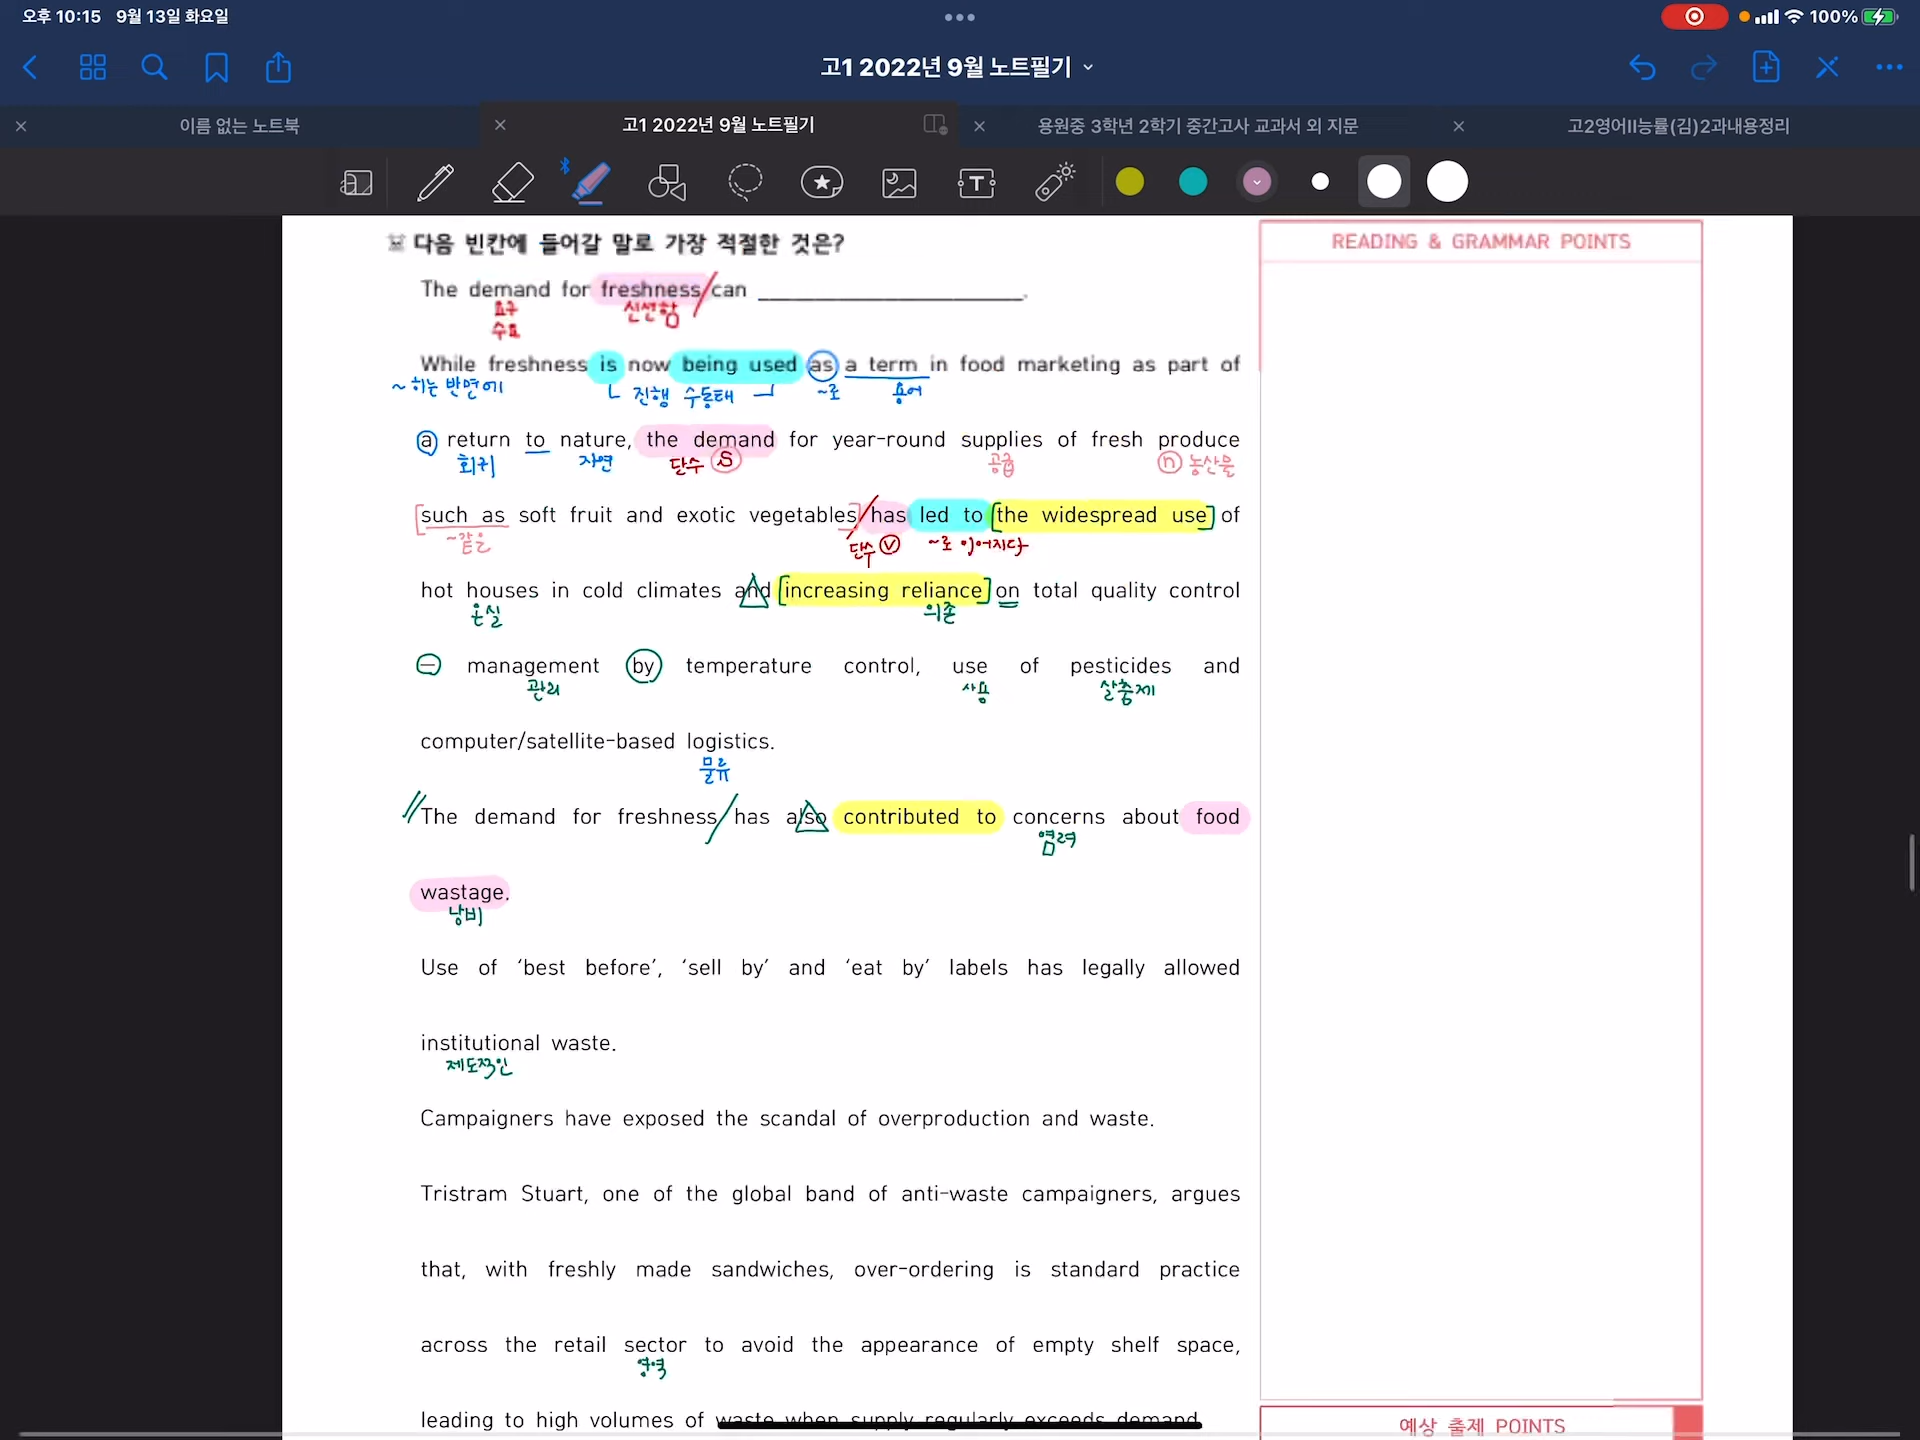 오후 10:15 9월 13일 화요일
100%
고1 2022년 9월 노트필기
이름 없는 노트북
고1 2022년 9월 노트필기
용원중 3학년 2학기 중간고사 교과서 외 지문
고2영어II능률(김)2과내용정리
다음 빈칸에 들어갈 말로 가장 적절한 것은?
READING & GRAMMAR POINTS
The demand for freshness can ____________________.
요구 신선함
수요
While freshness is now being used as a term in food marketing as part of
~하는 반면에 진행 수동태 ~로 용어
a return to nature, the demand for year-round supplies of fresh produce
회귀 자연 단수 S 공급 n 농산물
such as soft fruit and exotic vegetables has led to the widespread use of
~같은 단수 V ~로 이어지다
hot houses in cold climates and increasing reliance on total quality control
온실 의존
– management by temperature control, use of pesticides and
관리 사용 살충제
computer/satellite-based logistics.
물류
The demand for freshness has also contributed to concerns about food
염려
wastage.
낭비
Use of ‘best before’, ‘sell by’ and ‘eat by’ labels has legally allowed
institutional waste.
제도적인
Campaigners have exposed the scandal of overproduction and waste.
Tristram Stuart, one of the global band of anti-waste campaigners, argues
that, with freshly made sandwiches, over-ordering is standard practice
across the retail sector to avoid the appearance of empty shelf space,
영역
leading to high volumes of waste when supply regularly exceeds demand
예상 출제 POINTS